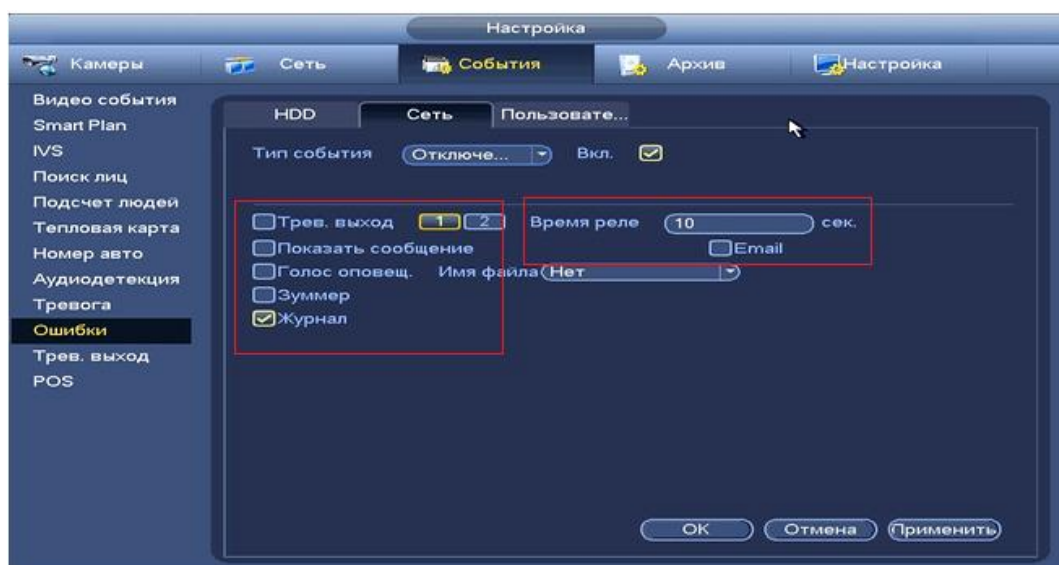 Настройка
Камеры Сеть События Архив Настройка
Видео события
Smart Plan
IVS
Поиск лиц
Подсчет людей
Тепловая карта
Номер авто
Аудиодетекция
Тревога
Ошибки
Трев. выход
POS
HDD Сеть Пользовате...
Тип события Отключе... Вкл.
Трев. выход 1 2 Время реле 10 сек.
Показать сообщение Email
Голос оповещ. Имя файла Нет
Зуммер
Журнал
OK Отмена Применить